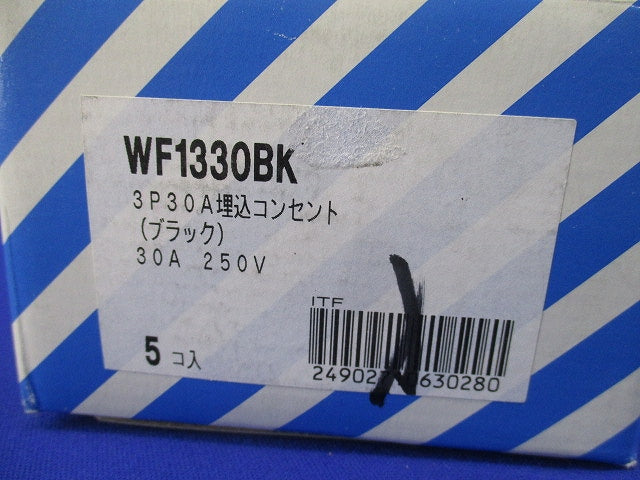 WF1330BK
3P30A埋込コンセント
(ブラック)
30A 250V
5 コ入
ITF